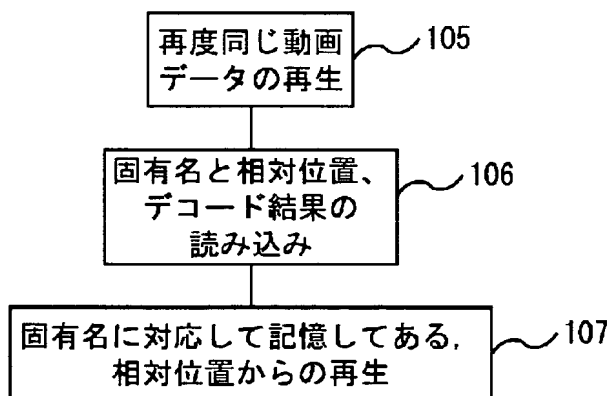 再度同じ動画
データの再生
105
固有名と相対位置、
デコード結果の
読み込み
106
固有名に対応して記憶してある,
相対位置からの再生
107